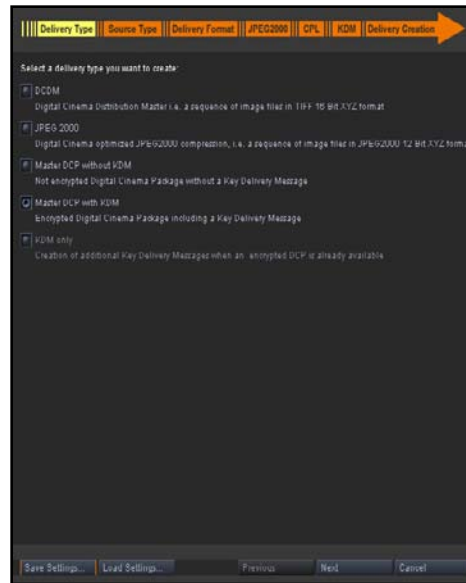 Delivery Type Source Type Delivery Format JPEG2000 CPL KDM Delivery Creation
Select a delivery type you want to create:
DCDM
Digital Cinema Distribution Master i.e. a sequence of image files in TIFF 16 Bit XYZ format
JPEG 2000
Digital Cinema optimized JPEG2000 compression, i.e. a sequence of image files in JPEG2000 12 Bit XYZ forma
Master DCP without KDM
Not encrypted Digital Cinema Package without a Key Delivery Message
Master DCP with KDM
Encrypted Digital Cinema Package including a Key Delivery Message
KDM only
Creation of additional Key Delivery Messages when an encrypted DCP is already available
Save Settings... Load Settings... Previous Next Cancel